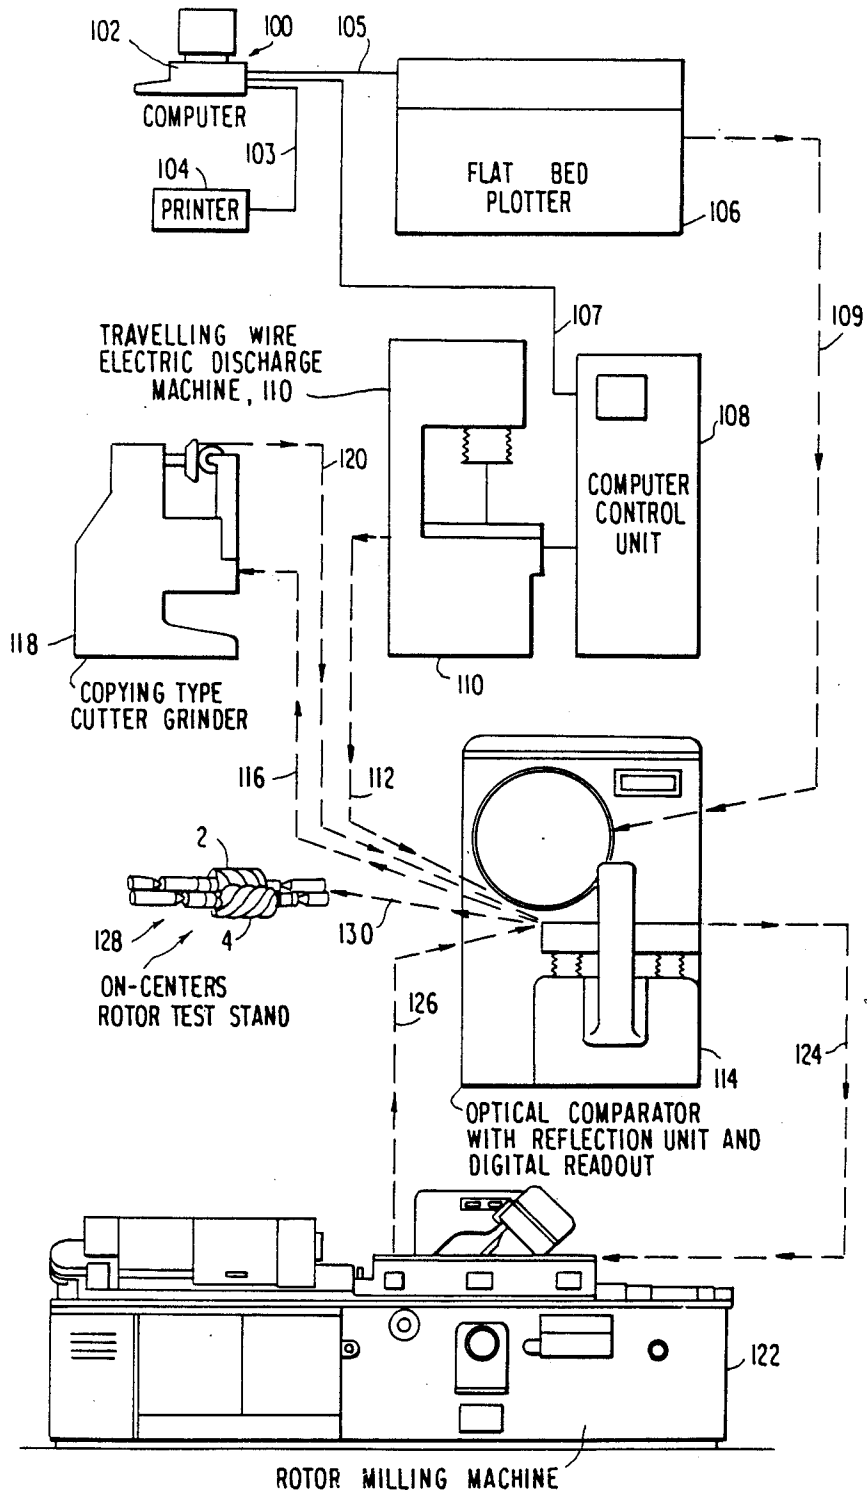 102
100
105
COMPUTER
103
104
PRINTER
FLAT BED
PLOTTER
106
107
109
TRAVELLING WIRE
ELECTRIC DISCHARGE
MACHINE, 110
108
120
COMPUTER
CONTROL
UNIT
118
110
COPYING TYPE
CUTTER GRINDER
116
112
2
4
128
130
ON-CENTERS
ROTOR TEST STAND
126
124
114
OPTICAL COMPARATOR
WITH REFLECTION UNIT AND
DIGITAL READOUT
122
ROTOR MILLING MACHINE